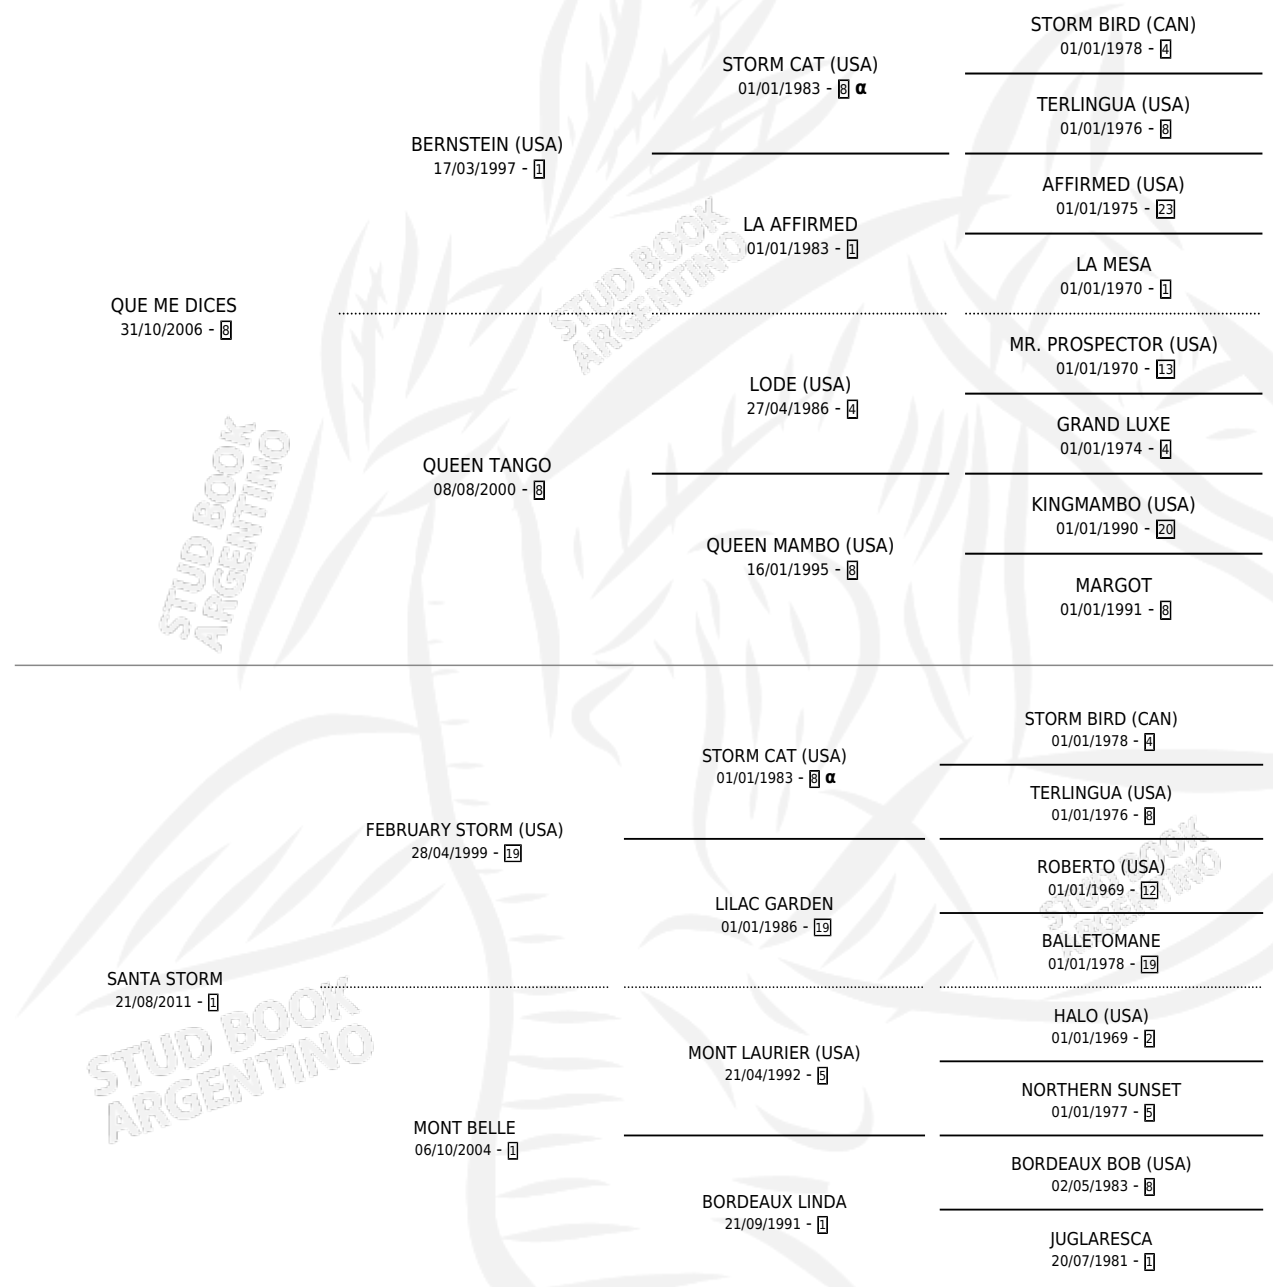 STORM BIRD (CAN)
01/01/1978 - 4
STORM CAT (USA)
01/01/1983 - 8 α
TERLINGUA (USA)
01/01/1976 - 8
BERNSTEIN (USA)
17/03/1997 - 1
AFFIRMED (USA)
01/01/1975 - 23
LA AFFIRMED
01/01/1983 - 1
LA MESA
01/01/1970 - 1
QUE ME DICES
31/10/2006 - 8
MR. PROSPECTOR (USA)
01/01/1970 - 13
LODE (USA)
27/04/1986 - 4
GRAND LUXE
01/01/1974 - 4
QUEEN TANGO
08/08/2000 - 8
KINGMAMBO (USA)
01/01/1990 - 20
QUEEN MAMBO (USA)
16/01/1995 - 8
MARGOT
01/01/1991 - 8
STORM BIRD (CAN)
01/01/1978 - 4
STORM CAT (USA)
01/01/1983 - 8 α
TERLINGUA (USA)
01/01/1976 - 8
FEBRUARY STORM (USA)
28/04/1999 - 19
ROBERTO (USA)
01/01/1969 - 12
LILAC GARDEN
01/01/1986 - 19
BALLETOMANE
01/01/1978 - 19
SANTA STORM
21/08/2011 - 1
HALO (USA)
01/01/1969 - 2
MONT LAURIER (USA)
21/04/1992 - 5
NORTHERN SUNSET
01/01/1977 - 5
MONT BELLE
06/10/2004 - 1
BORDEAUX BOB (USA)
02/05/1983 - 8
BORDEAUX LINDA
21/09/1991 - 1
JUGLARESCA
20/07/1981 - 1
STUD BOOK
ARGENTINO
STUD BOOK
ARGENTINO
STUD BOOK
ARGENTINO
STUD BOOK
ARGENTINO